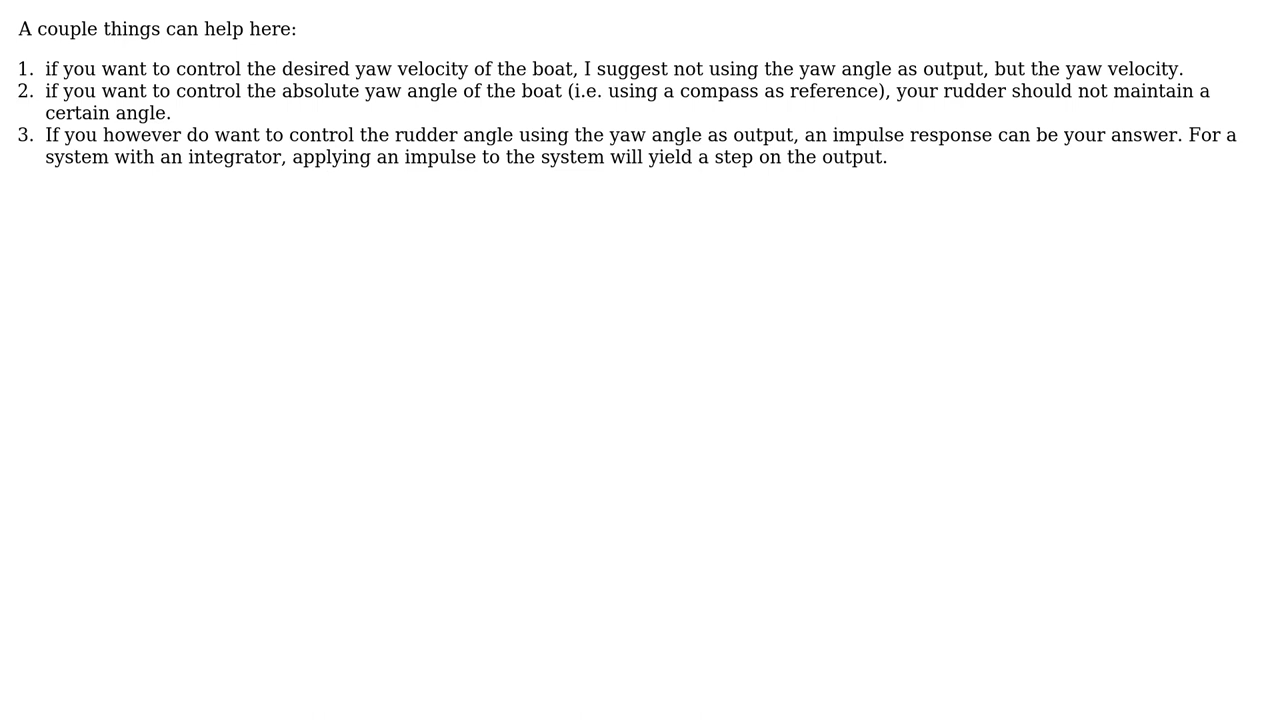 A couple things can help here:
1. if you want to control the desired yaw velocity of the boat, I suggest not using the yaw angle as output, but the yaw velocity.
2. if you want to control the absolute yaw angle of the boat (i.e. using a compass as reference), your rudder should not maintain a
certain angle.
3. If you however do want to control the rudder angle using the yaw angle as output, an impulse response can be your answer. For a
system with an integrator, applying an impulse to the system will yield a step on the output.